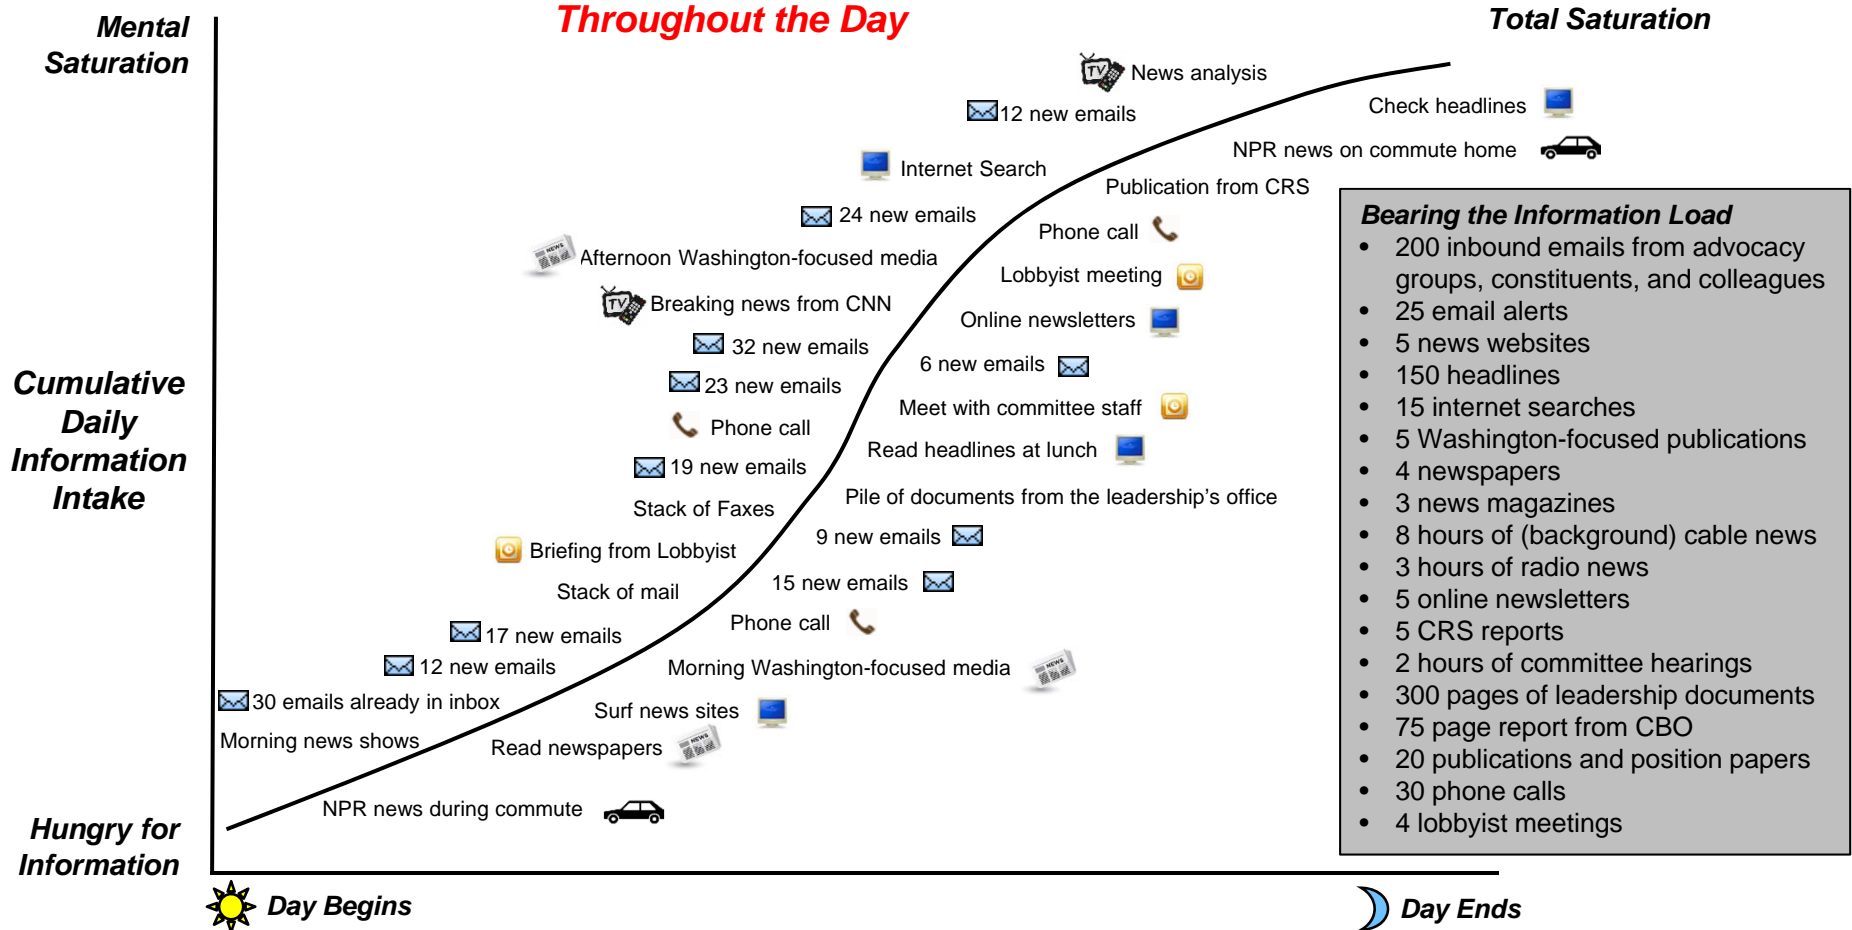 Throughout the Day
Mental
Saturation
Total Saturation
News analysis
12 new emails
Check headlines
NPR news on commute home
Internet Search
Publication from CRS
24 new emails
Phone call
Afternoon Washington-focused media
Lobbyist meeting
Breaking news from CNN
Online newsletters
32 new emails
6 new emails
23 new emails
Meet with committee staff
Phone call
Read headlines at lunch
19 new emails
Pile of documents from the leadership's office
Stack of Faxes
9 new emails
Briefing from Lobbyist
15 new emails
Stack of mail
Phone call
17 new emails
12 new emails
Morning Washington-focused media
30 emails already in inbox
Surf news sites
Morning news shows
Read newspapers
NPR news during commute
Cumulative
Daily
Information
Intake
Hungry for
Information
Day Begins
Day Ends
Bearing the Information Load
• 200 inbound emails from advocacy
groups, constituents, and colleagues
• 25 email alerts
• 5 news websites
• 150 headlines
• 15 internet searches
• 5 Washington-focused publications
• 4 newspapers
• 3 news magazines
• 8 hours of (background) cable news
• 3 hours of radio news
• 5 online newsletters
• 5 CRS reports
• 2 hours of committee hearings
• 300 pages of leadership documents
• 75 page report from CBO
• 20 publications and position papers
• 30 phone calls
• 4 lobbyist meetings
TV
TV
NEWS
NEWS
NEWS